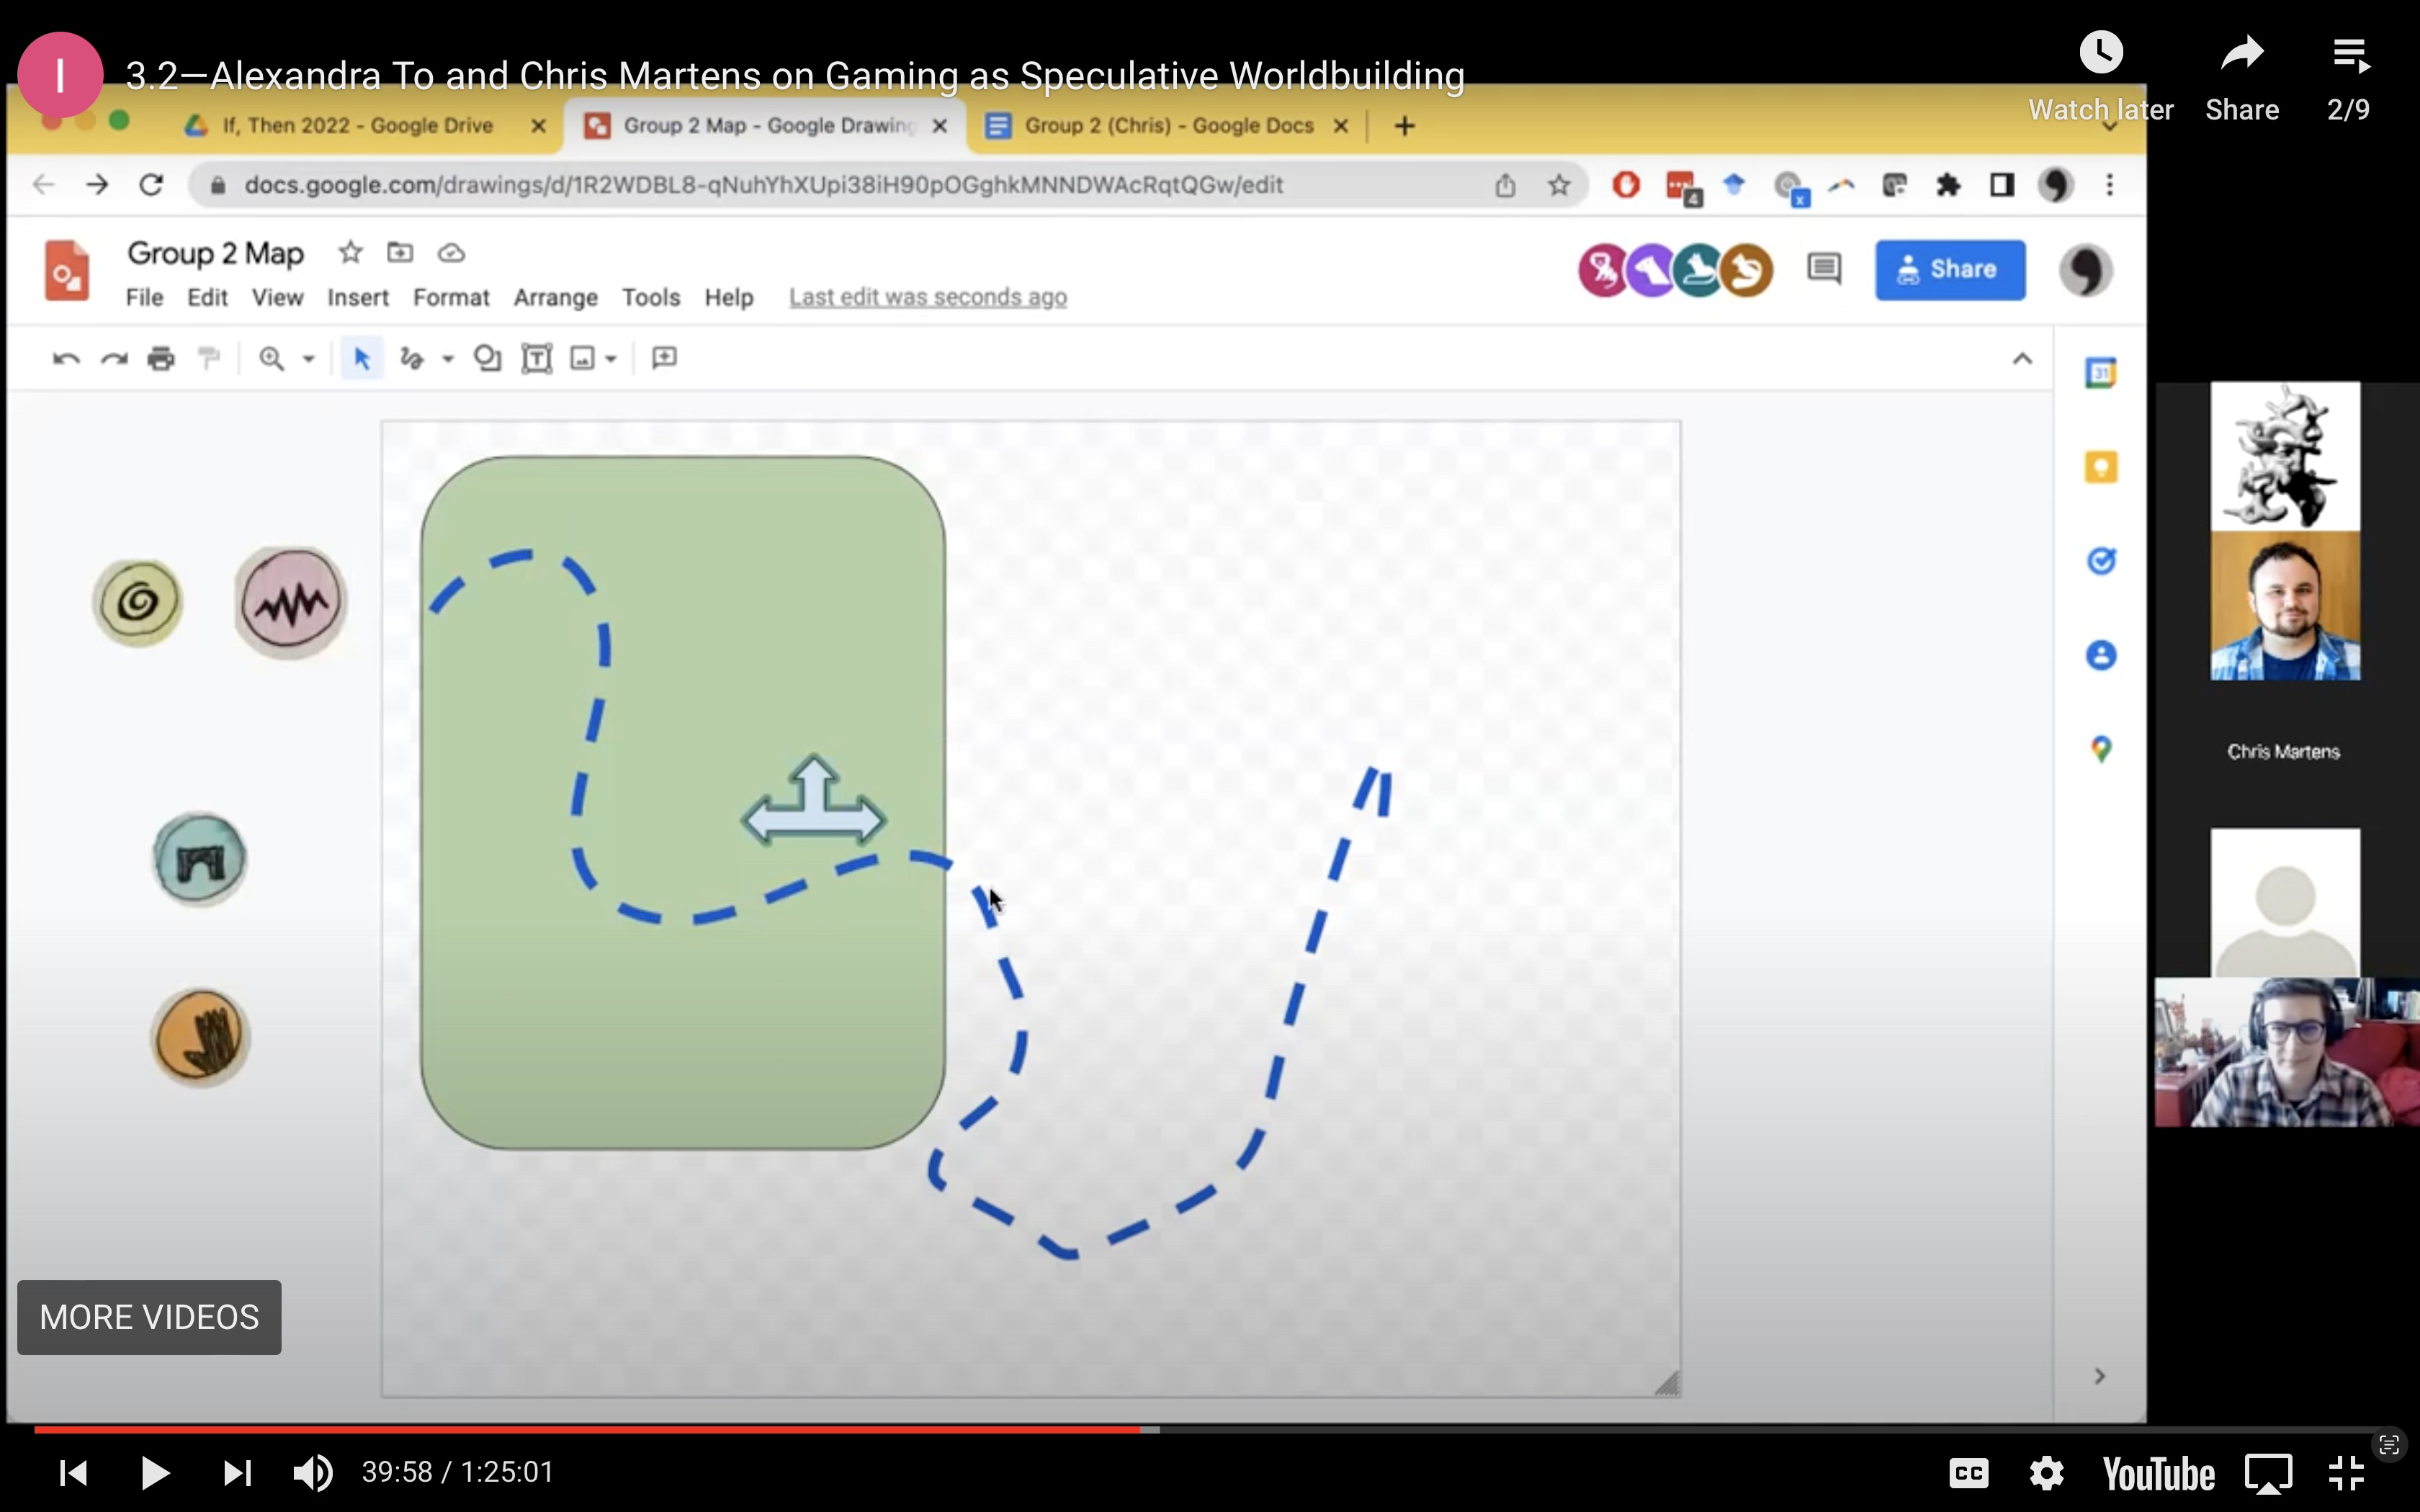 I
3.2—Alexandra To and Chris Martens on Gaming as Speculative Worldbuilding
Watch later
Share
2/9
If, Then 2022 - Google Drive
Group 2 Map - Google Drawing
Group 2 (Chris) - Google Docs
docs.google.com/drawings/d/1R2WDBL8-qNuhYhXUpi38iH90pOGghkMNNDWAcRqtQGw/edit
4
x
Group 2 Map
Share
File Edit View Insert Format Arrange Tools Help Last edit was seconds ago
T
31
Chris Martens
MORE VIDEOS
39:58 / 1:25:01
CC
YouTube